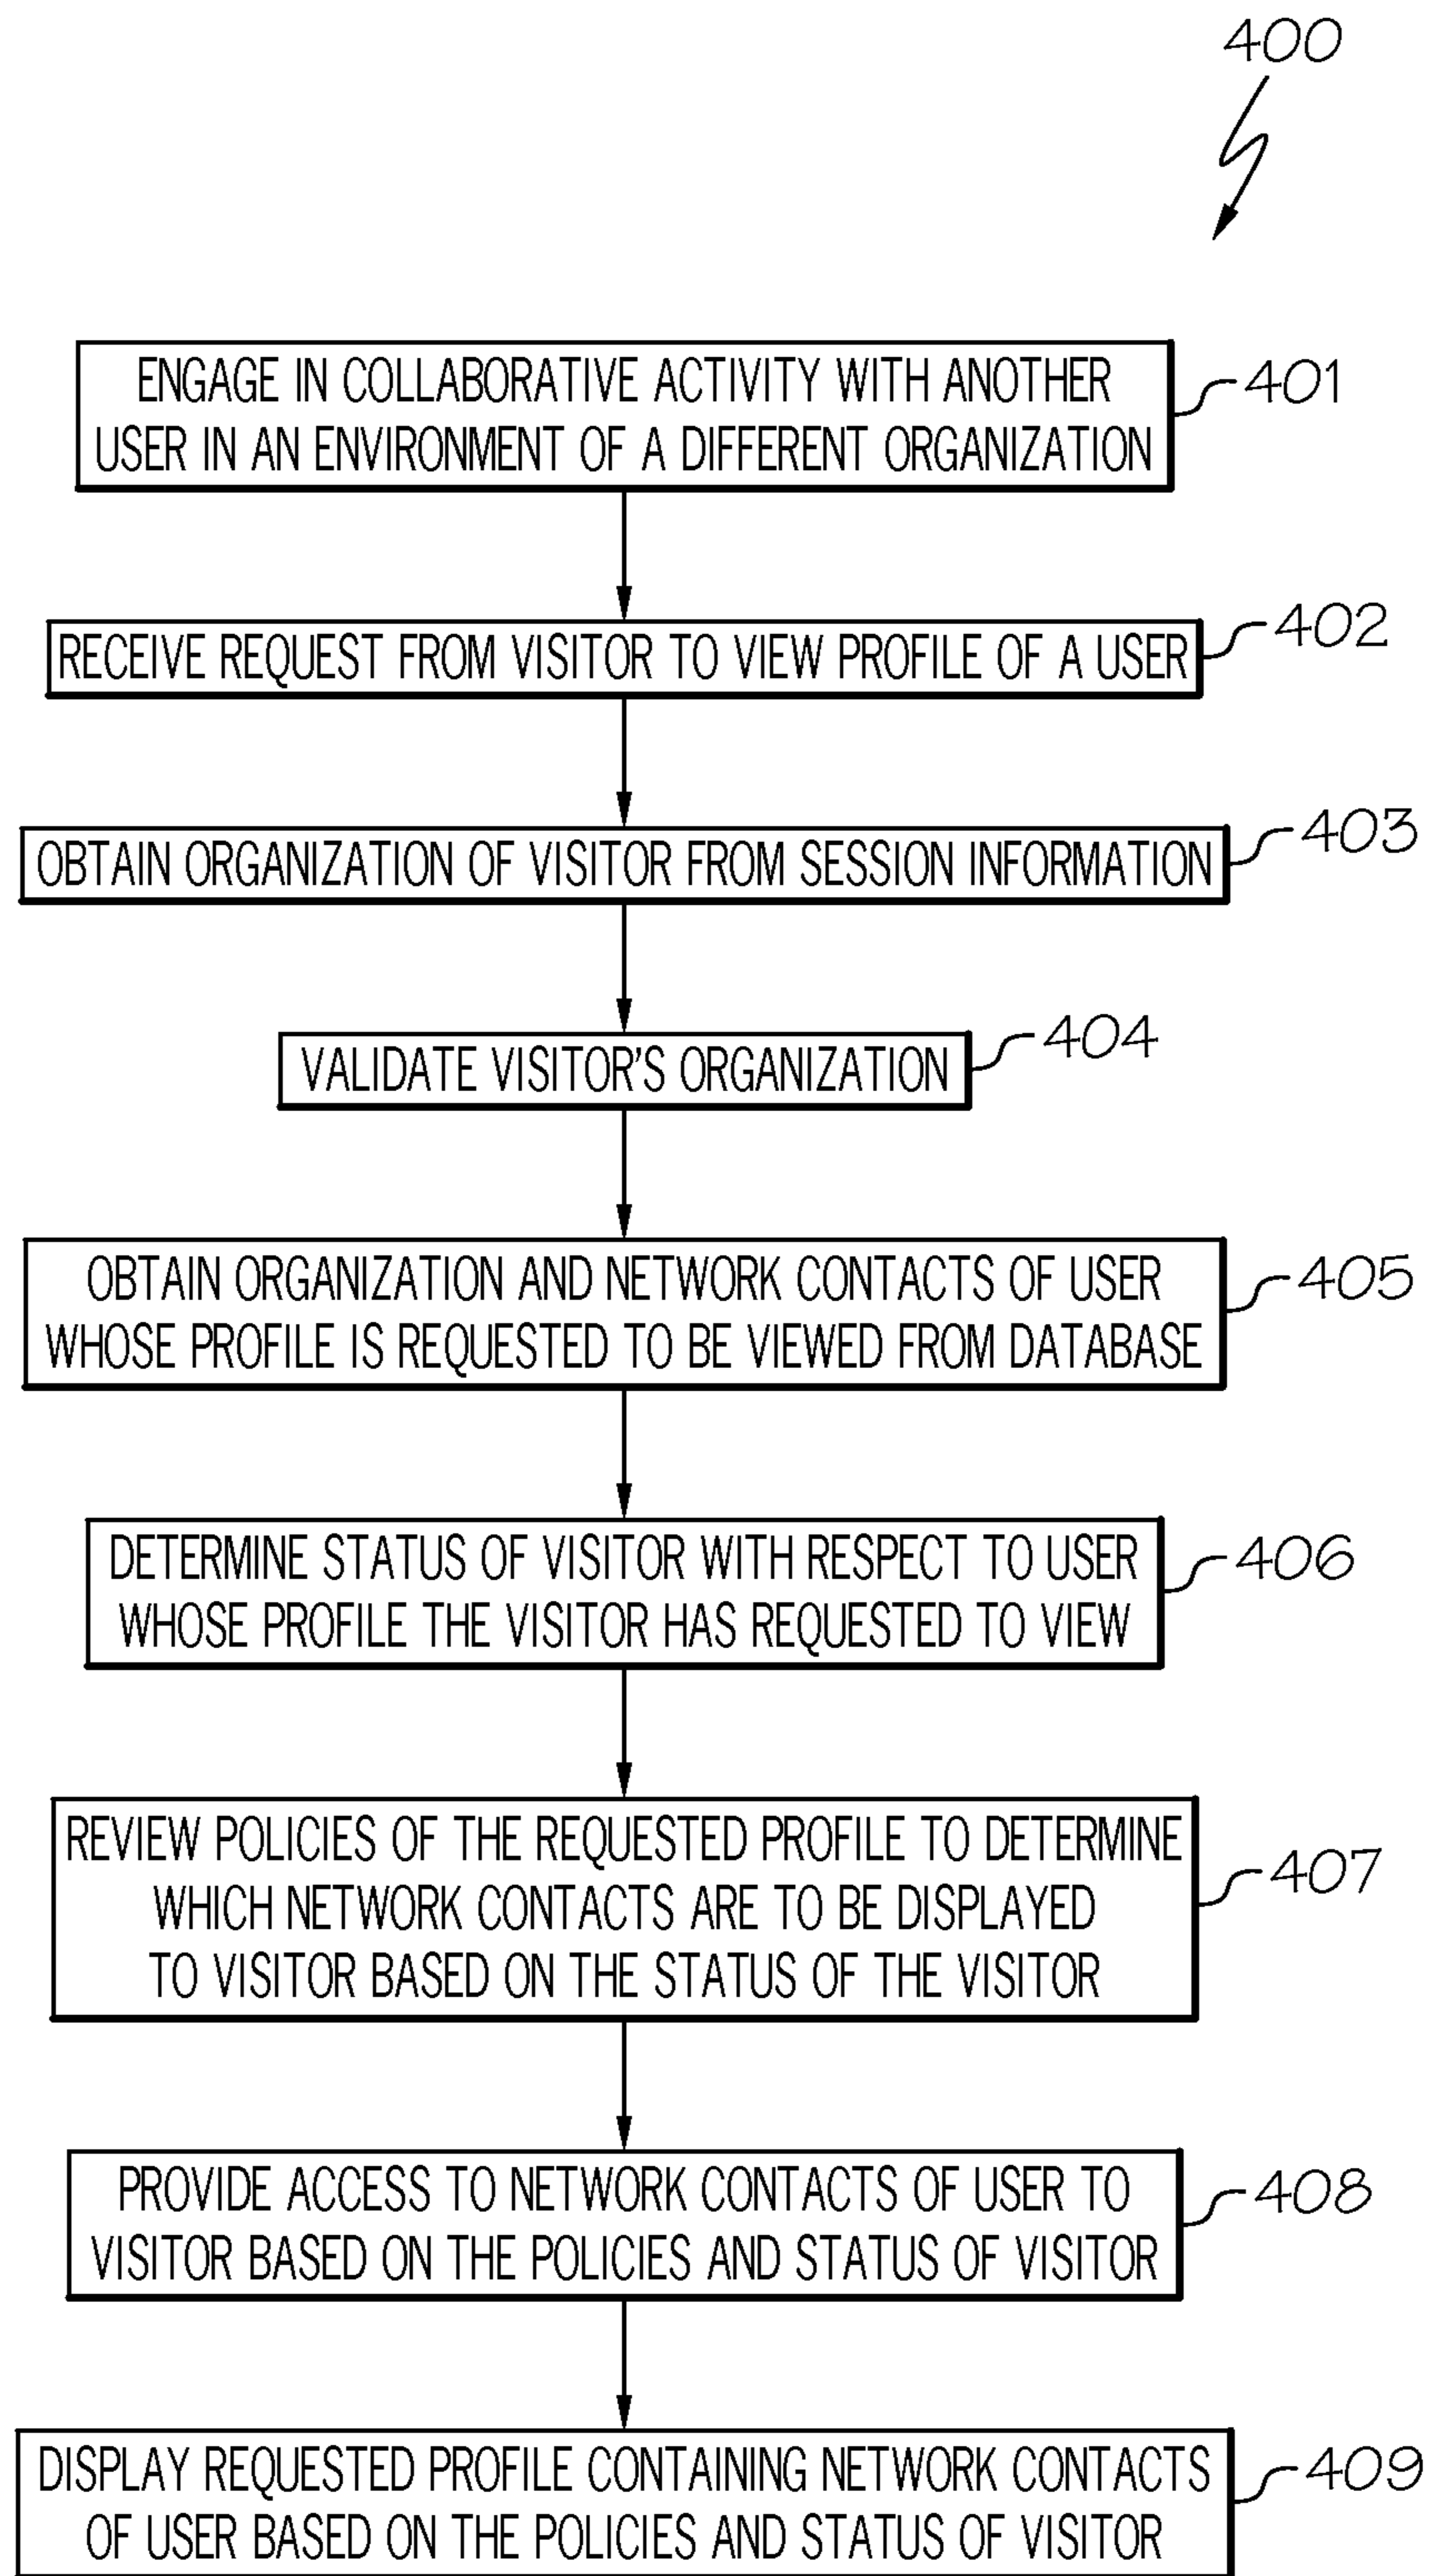 400
ENGAGE IN COLLABORATIVE ACTIVITY WITH ANOTHER
USER IN AN ENVIRONMENT OF A DIFFERENT ORGANIZATION
401
RECEIVE REQUEST FROM VISITOR TO VIEW PROFILE OF A USER
402
OBTAIN ORGANIZATION OF VISITOR FROM SESSION INFORMATION
403
VALIDATE VISITOR'S ORGANIZATION
404
OBTAIN ORGANIZATION AND NETWORK CONTACTS OF USER
WHOSE PROFILE IS REQUESTED TO BE VIEWED FROM DATABASE
405
DETERMINE STATUS OF VISITOR WITH RESPECT TO USER
WHOSE PROFILE THE VISITOR HAS REQUESTED TO VIEW
406
REVIEW POLICIES OF THE REQUESTED PROFILE TO DETERMINE
WHICH NETWORK CONTACTS ARE TO BE DISPLAYED
TO VISITOR BASED ON THE STATUS OF THE VISITOR
407
PROVIDE ACCESS TO NETWORK CONTACTS OF USER TO
VISITOR BASED ON THE POLICIES AND STATUS OF VISITOR
408
DISPLAY REQUESTED PROFILE CONTAINING NETWORK CONTACTS
OF USER BASED ON THE POLICIES AND STATUS OF VISITOR
409